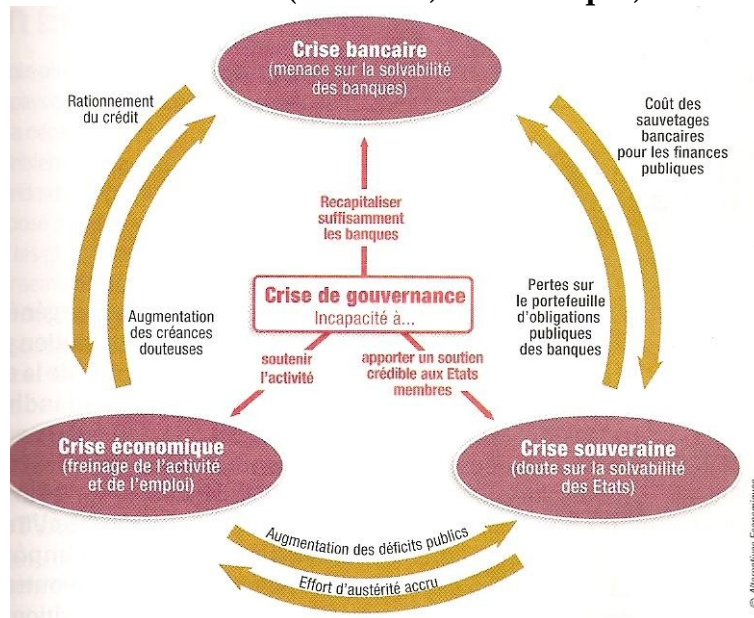 Crise bancaire
(menace sur la solvabilité
des banques)
Rationnement
du crédit
Coût des
sauvetages
bancaires
pour les finances
publiques
Recapitaliser
suffisamment
les banques
Crise de gouvernance
Incapacité à...
Augmentation
des créances
douteuses
Pertes sur
le portefeuille
d'obligations
publiques
des banques
soutenir
l'activité
apporter un soutien
crédible aux Etats
membres
Crise économique
(freinage de l'activité
et de l'emploi)
Crise souveraine
(doute sur la solvabilité
des Etats)
Augmentation des déficits publics
Effort d'austérité accru
© Alternatives Economiques